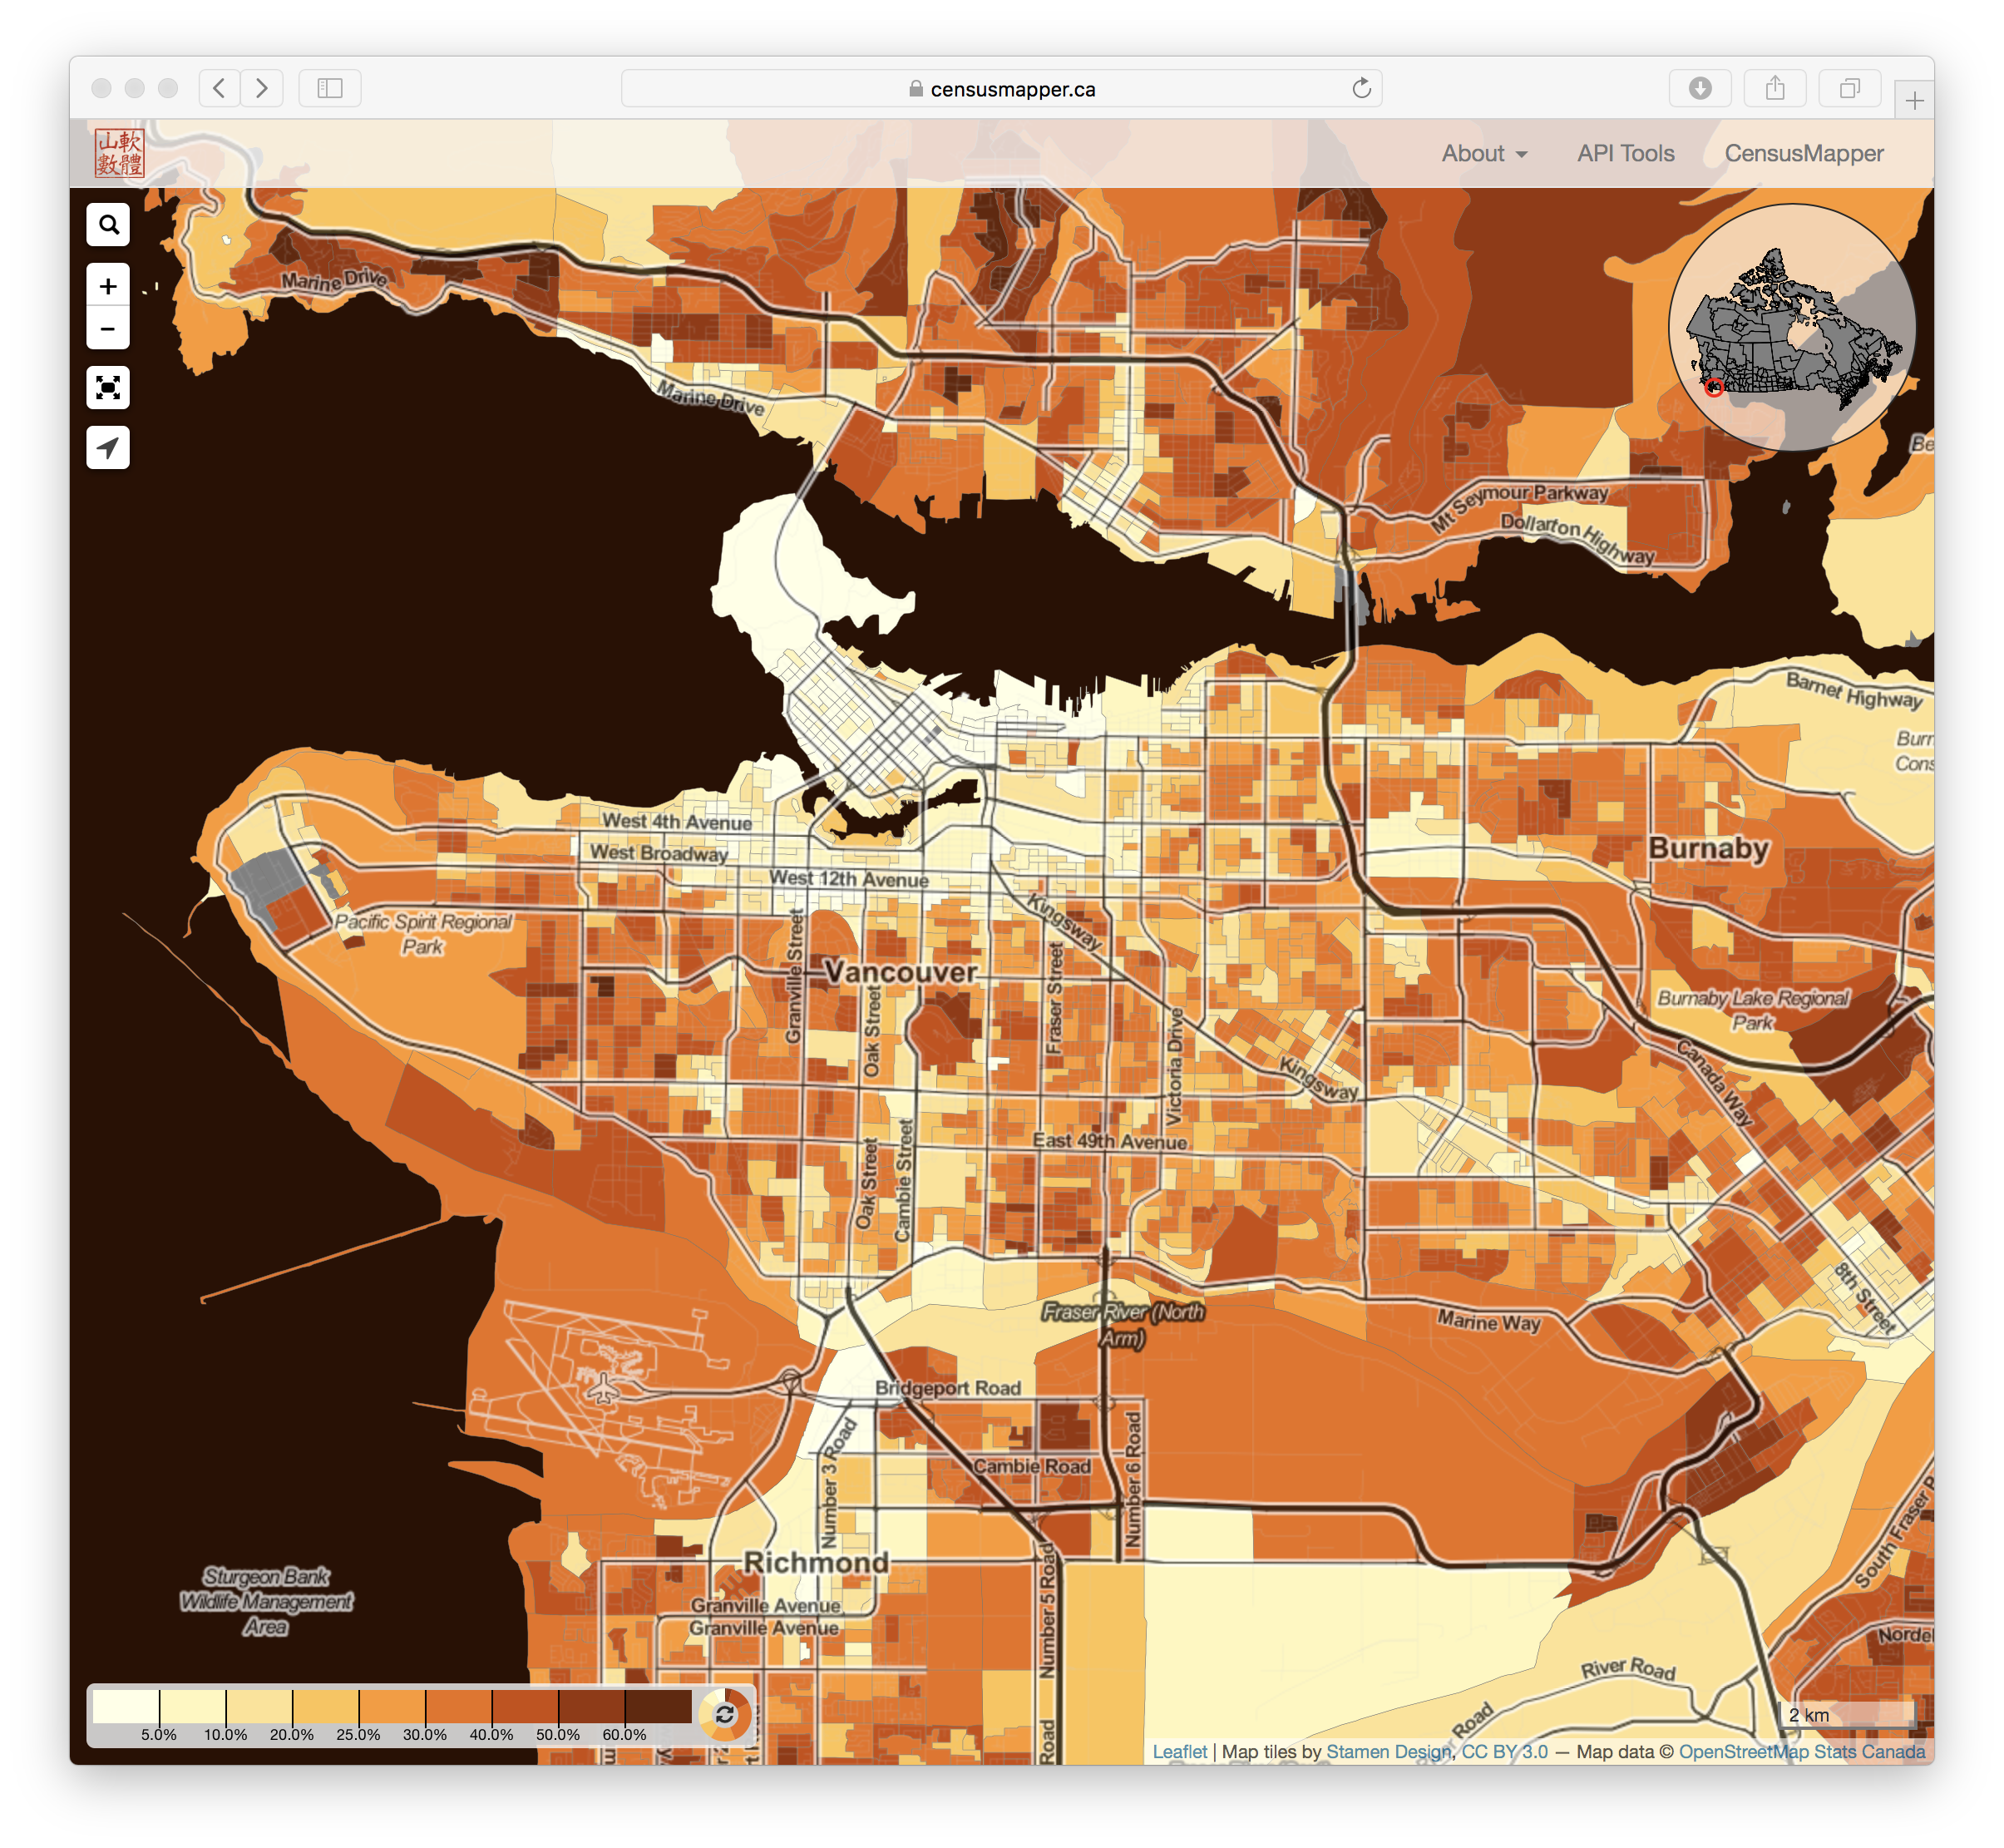 censusmapper.ca
山軟
數體
About
API Tools
CensusMapper
Marine Drive
Marine Drive
Mt Seymour Parkway
Dollarton Highway
Be
Barnet Highway
Burn
Cons
West 4th Avenue
West Broadway
West 12th Avenue
Burnaby
Kingsway
Pacific Spirit Regional
Park
Granville Street
Vancouver
Oak Street
Fraser Street
Victoria Drive
Burnaby Lake Regional
Park
Kingsway
Canada Way
East 49th Avenue
Oak Street
Cambie Street
8th Street
Fraser River (North
Arm)
Marine Way
Bridgeport Road
Number 3 Road
Cambie Road
Number 6 Road
South Fraser P
Richmond
Number 5 Road
Sturgeon Bank
Wildlife Management
Area
Granville Avenue
Granville Avenue
Nordel
River Road
River Road
Road
2 km
5.0% 10.0% 20.0% 25.0% 30.0% 40.0% 50.0% 60.0%
Leaflet | Map tiles by Stamen Design, CC BY 3.0 — Map data © OpenStreetMap Stats Canada